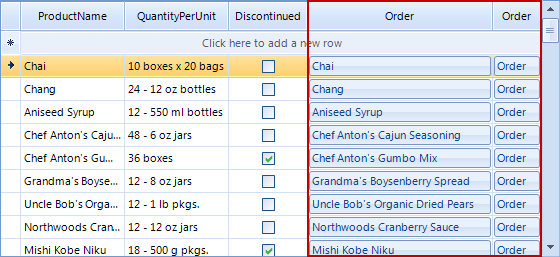 ProductName QuantityPerUnit Discontinued Order Order
Click here to add a new row
Chai 10 boxes x 20 bags Chai Order
Chang 24 - 12 oz bottles Chang Order
Aniseed Syrup 12 - 550 ml bottles Aniseed Syrup Order
Chef Anton's Caju... 48 - 6 oz jars Chef Anton's Cajun Seasoning Order
Chef Anton's Gu... 36 boxes Chef Anton's Gumbo Mix Order
Grandma's Boyse... 12 - 8 oz jars Grandma's Boysenberry Spread Order
Uncle Bob's Orga... 12 - 1 lb pkgs. Uncle Bob's Organic Dried Pears Order
Northwoods Cran... 12 - 12 oz jars Northwoods Cranberry Sauce Order
Mishi Kobe Niku 18 - 500 g pkgs. Mishi Kobe Niku Order